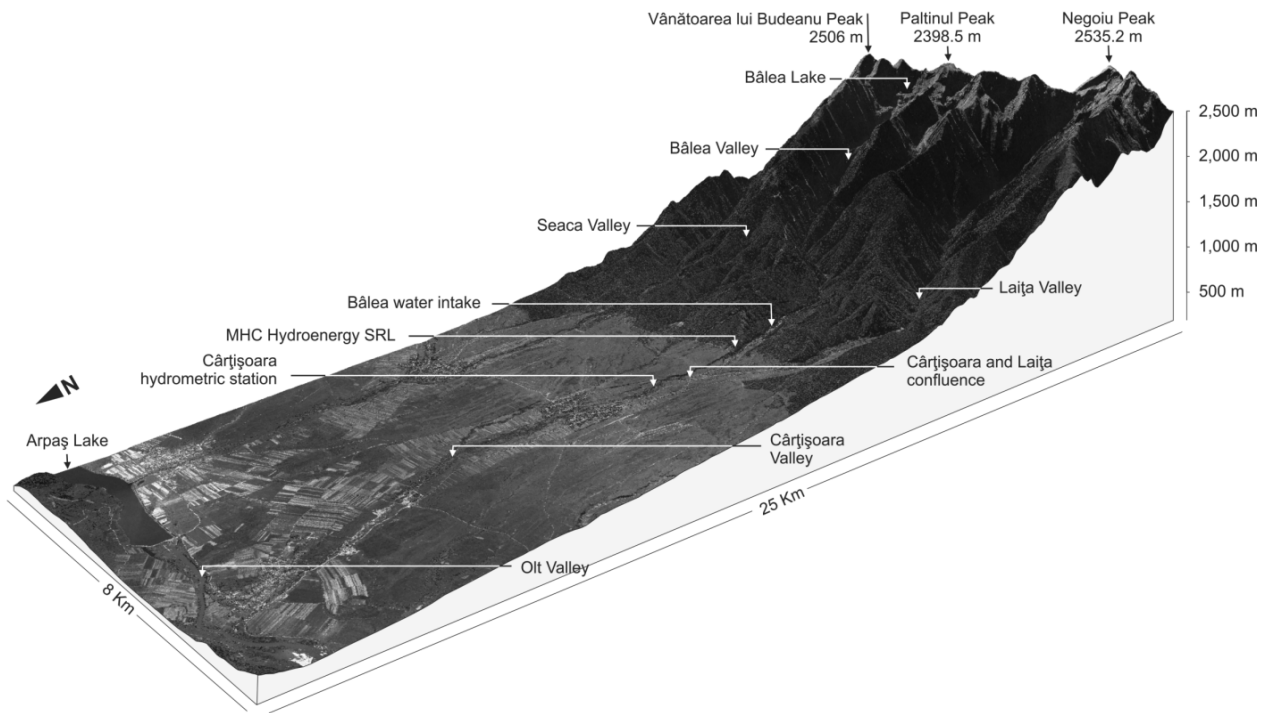 Vânătoarea lui Budeanu Peak
2506 m
Paltinul Peak
2398.5 m
Negoiu Peak
2535.2 m
Bâlea Lake
2,500 m
Bâlea Valley
2,000 m
1,500 m
Seaca Valley
1,000 m
Laiţa Valley
500 m
Bâlea water intake
MHC Hydroenergy SRL
Cârţişoara
hydrometric station
Cârţişoara and Laiţa
confluence
N
Arpaş Lake
Cârţişoara
Valley
25 Km
Olt Valley
8 Km